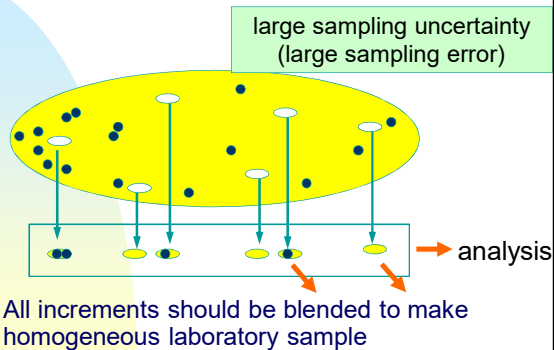 large sampling uncertainty
(large sampling error)
analysis
All increments should be blended to make
homogeneous laboratory sample